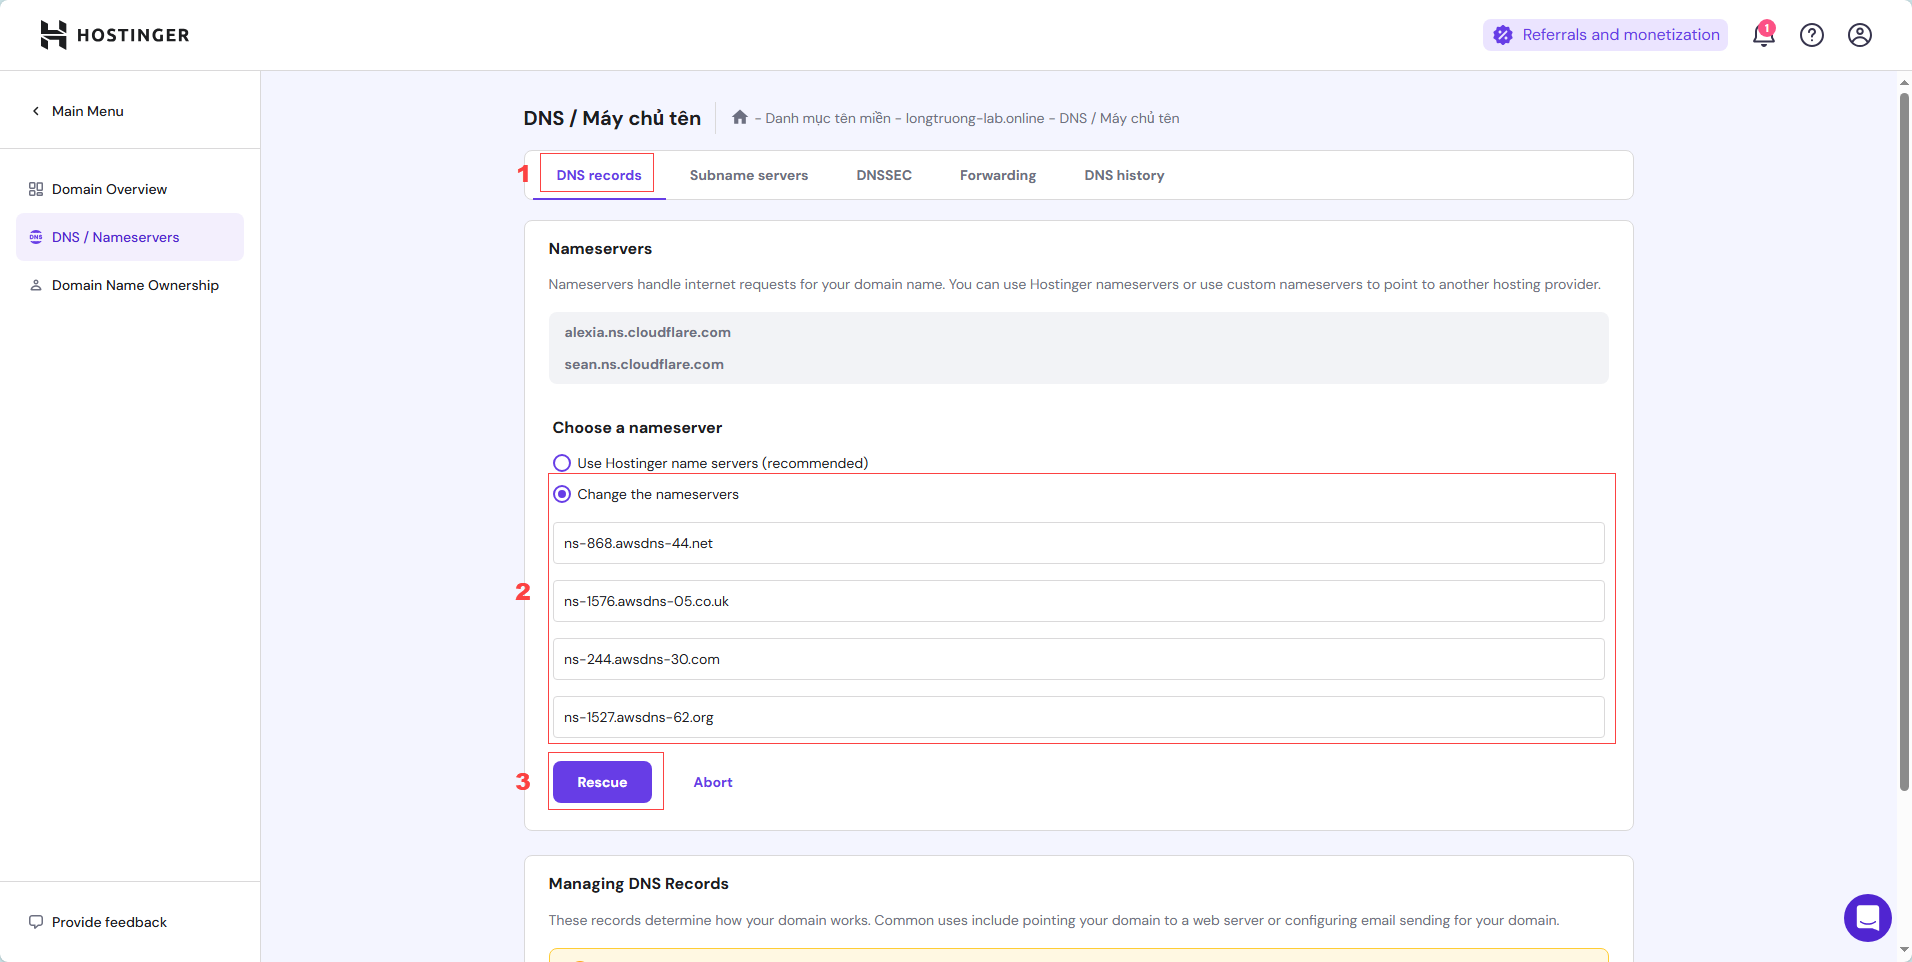 HOSTINGER
Referrals and monetization
1
Main Menu
Domain Overview
DNS / Nameservers
Domain Name Ownership
Provide feedback
DNS / Máy chủ tên
- Danh mục tên miền - longtruong-lab.online - DNS / Máy chủ tên
1
DNS records
Subname servers
DNSSEC
Forwarding
DNS history
Nameservers
Nameservers handle internet requests for your domain name. You can use Hostinger nameservers or use custom nameservers to point to another hosting provider.
alexia.ns.cloudflare.com
sean.ns.cloudflare.com
Choose a nameserver
Use Hostinger name servers (recommended)
Change the nameservers
ns-868.awsdns-44.net
2
ns-1576.awsdns-05.co.uk
ns-244.awsdns-30.com
ns-1527.awsdns-62.org
3
Rescue
Abort
Managing DNS Records
These records determine how your domain works. Common uses include pointing your domain to a web server or configuring email sending for your domain.